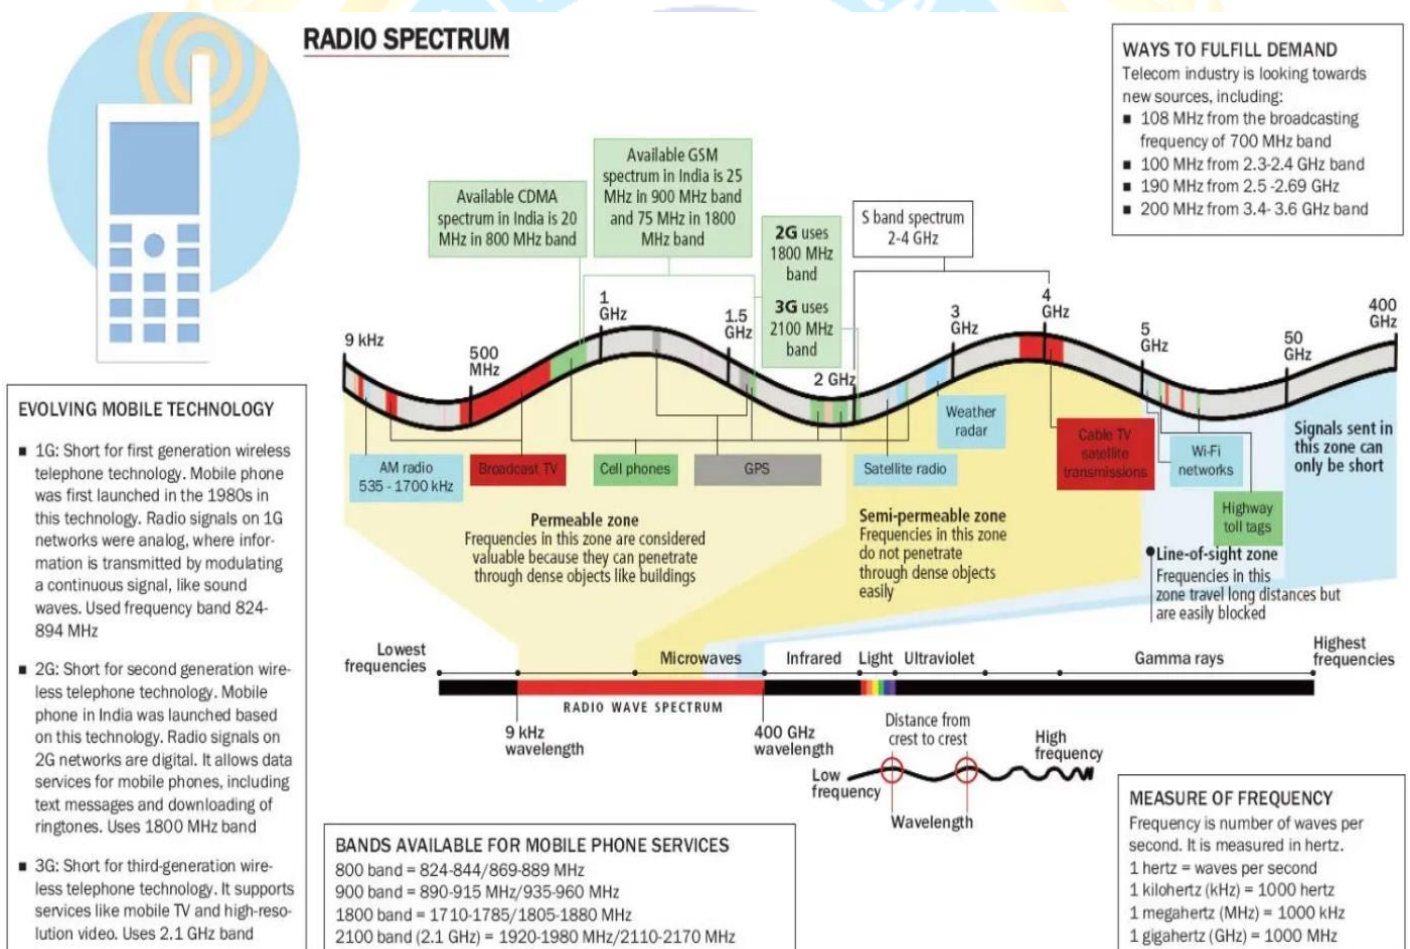 RADIO SPECTRUM
WAYS TO FULFILL DEMAND
Telecom industry is looking towards
new sources, including:
■ 108 MHz from the broadcasting
frequency of 700 MHz band
■ 100 MHz from 2.3-2.4 GHz band
■ 190 MHz from 2.5 -2.69 GHz
■ 200 MHz from 3.4- 3.6 GHz band
Available CDMA
spectrum in India is 20
MHz in 800 MHz band
Available GSM
spectrum in India is 25
MHz in 900 MHz band
and 75 MHz in 1800
MHz band
2G uses
1800 MHz
band
3G uses
2100 MHz
band
S band spectrum
2-4 GHz
9 kHz
500
MHz
1
GHz
1.5
GHz
2 GHz
3
GHz
4
GHz
5
GHz
50
GHz
400
GHz
AM radio
535 - 1700 kHz
Broadcast TV
Cell phones
GPS
Satellite radio
Weather
radar
Cable TV
satellite
transmissions
Wi-Fi
networks
Highway
toll tags
Signals sent in
this zone can
only be short
Permeable zone
Frequencies in this zone are considered
valuable because they can penetrate
through dense objects like buildings
Semi-permeable zone
Frequencies in this zone
do not penetrate
through dense objects
easily
Line-of-sight zone
Frequencies in this
zone travel long distances but
are easily blocked
EVOLVING MOBILE TECHNOLOGY
■ 1G: Short for first generation wireless
telephone technology. Mobile phone
was first launched in the 1980s in
this technology. Radio signals on 1G
networks were analog, where infor-
mation is transmitted by modulating
a continuous signal, like sound
waves. Used frequency band 824-
894 MHz
■ 2G: Short for second generation wire-
less telephone technology. Mobile
phone in India was launched based
on this technology. Radio signals on
2G networks are digital. It allows data
services for mobile phones, including
text messages and downloading of
ringtones. Uses 1800 MHz band
■ 3G: Short for third-generation wire-
less telephone technology. It supports
services like mobile TV and high-reso-
lution video. Uses 2.1 GHz band
Lowest
frequencies
Microwaves
Infrared
Light
Ultraviolet
Gamma rays
Highest
frequencies
RADIO WAVE SPECTRUM
9 kHz
wavelength
400 GHz
wavelength
Distance from
crest to crest
Low
frequency
High
frequency
Wavelength
BANDS AVAILABLE FOR MOBILE PHONE SERVICES
800 band = 824-844/869-889 MHz
900 band = 890-915 MHz/935-960 MHz
1800 band = 1710-1785/1805-1880 MHz
2100 band (2.1 GHz) = 1920-1980 MHz/2110-2170 MHz
MEASURE OF FREQUENCY
Frequency is number of waves per
second. It is measured in hertz.
1 hertz = waves per second
1 kilohertz (kHz) = 1000 hertz
1 megahertz (MHz) = 1000 kHz
1 gigahertz (GHz) = 1000 MHz